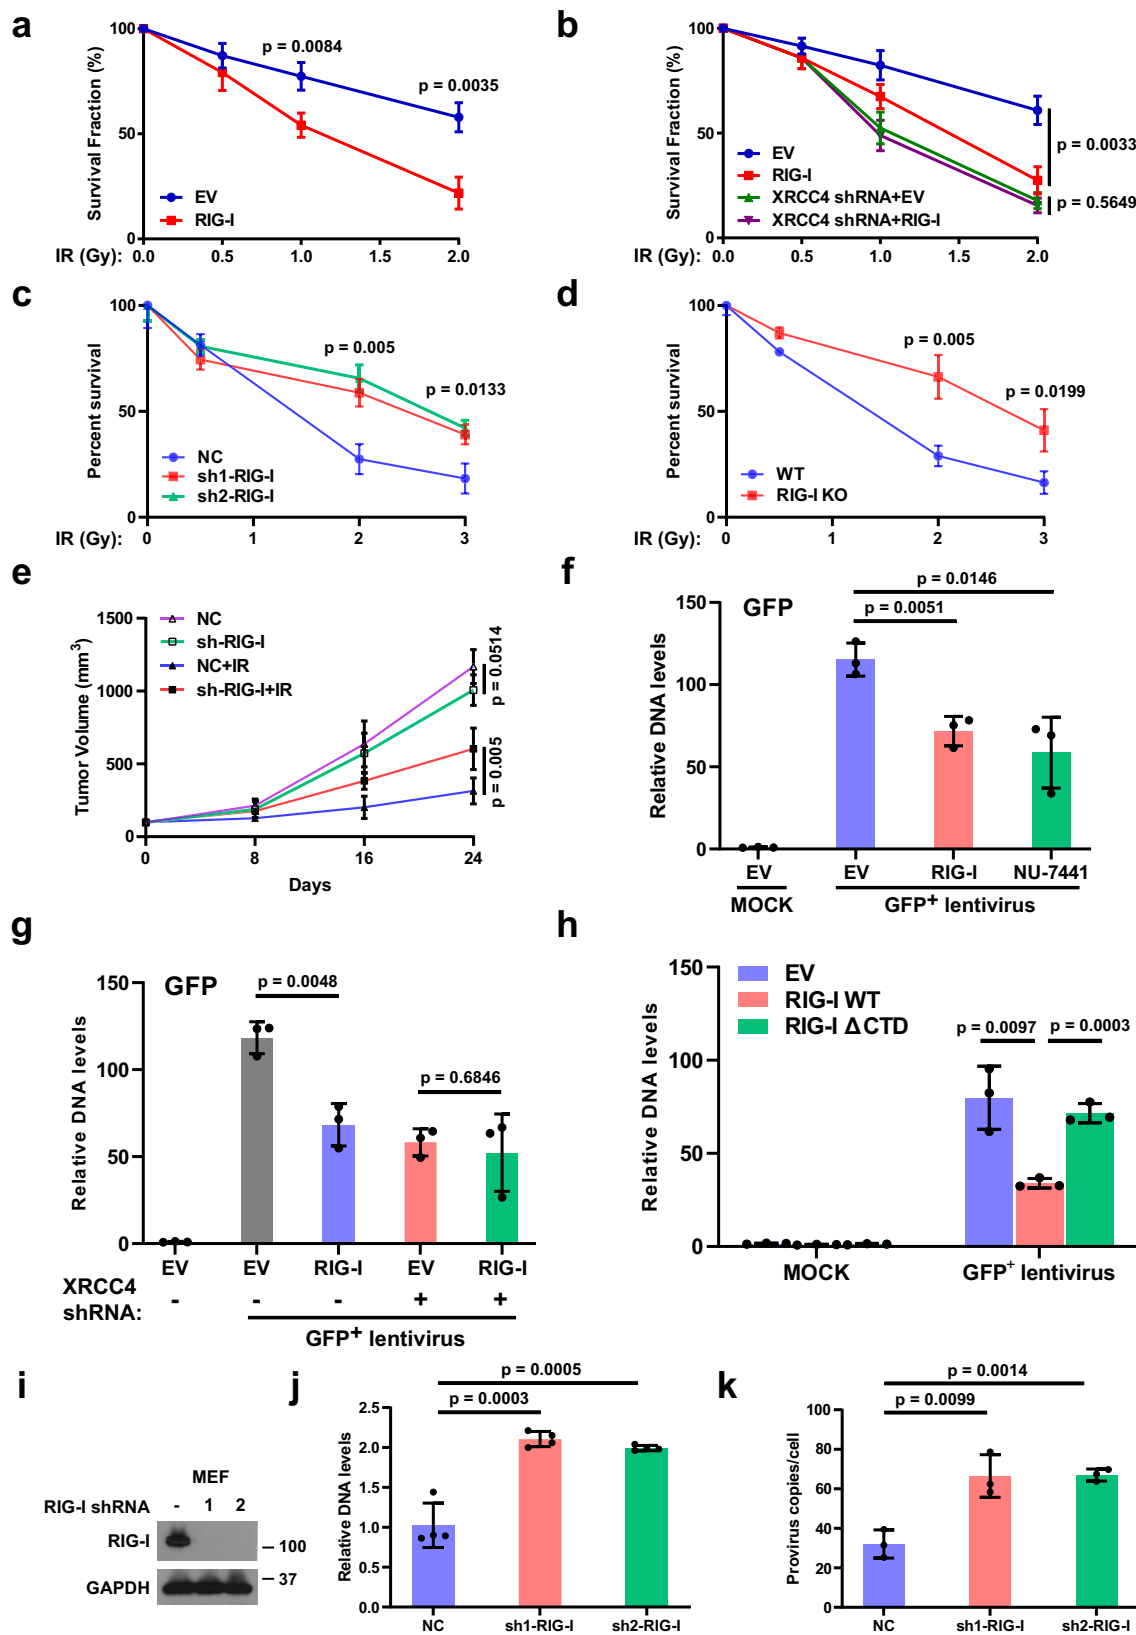 a
100
50
0
Survival Fraction (%)
p = 0.0084
p = 0.0035
EV
RIG-I
IR (Gy):
0.0 0.5 1.0 1.5 2.0
b
100
50
0
Survival Fraction (%)
EV
RIG-I
XRCC4 shRNA+EV
XRCC4 shRNA+RIG-I
p = 0.0033
p = 0.5649
IR (Gy):
0.0 0.5 1.0 1.5 2.0
c
100
50
0
Percent survival
p = 0.005
p = 0.0133
NC
sh1-RIG-I
sh2-RIG-I
IR (Gy):
0 1 2 3
d
100
50
0
Percent survival
p = 0.005
p = 0.0199
WT
RIG-I KO
IR (Gy):
0 1 2 3
e
1500
1000
500
0
Tumor Volume (mm³)
NC
sh-RIG-I
NC+IR
sh-RIG-I+IR
p = 0.0514
p = 0.005
0 8 16 24
Days
f
GFP
150
100
50
0
Relative DNA levels
p = 0.0146
p = 0.0051
EV EV RIG-I NU-7441
MOCK GFP⁺ lentivirus
g
GFP
150
100
50
0
Relative DNA levels
p = 0.0048
p = 0.6846
EV EV RIG-I EV RIG-I
XRCC4
shRNA:
- - - + +
GFP⁺ lentivirus
h
150
100
50
0
Relative DNA levels
EV
RIG-I WT
RIG-I ΔCTD
p = 0.0097
p = 0.0003
MOCK GFP⁺ lentivirus
i
MEF
RIG-I shRNA - 1 2
RIG-I
100
37
GAPDH
j
2.5
2.0
1.5
1.0
0.5
0.0
Relative DNA levels
p = 0.0005
p = 0.0003
NC sh1-RIG-I sh2-RIG-I
k
100
80
60
40
20
0
Provirus copies/cell
p = 0.0014
p = 0.0099
NC sh1-RIG-I sh2-RIG-I